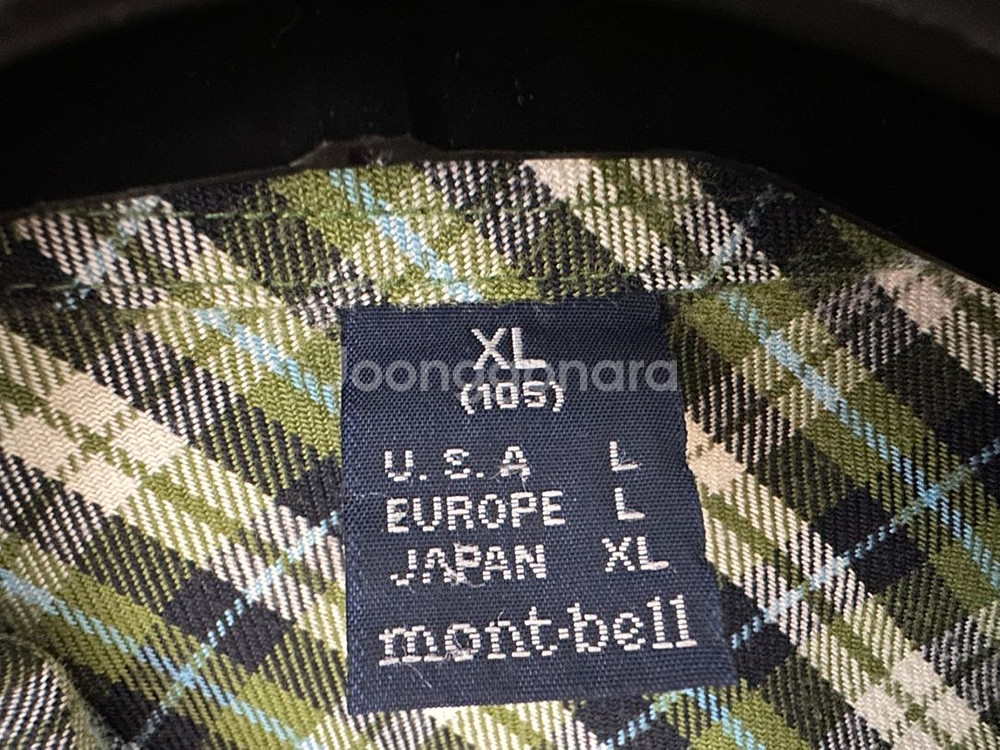 XL
(105)
U.S.A L
EUROPE L
JAPAN XL
mont-bell